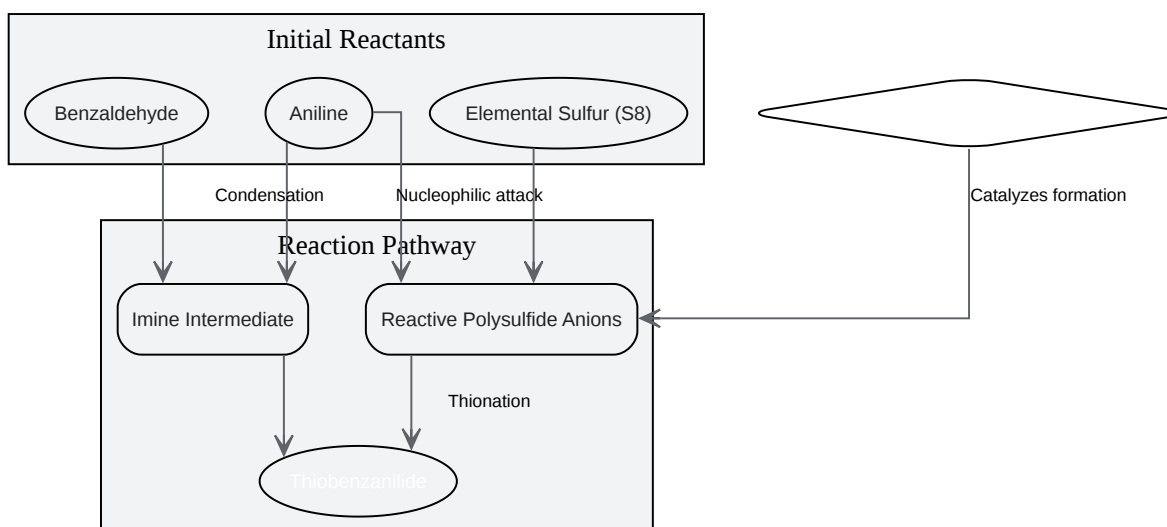 Initial Reactants
Benzaldehyde
Aniline
Elemental Sulfur (S8)
Condensation
Nucleophilic attack
Catalyzes formation
Reaction Pathway
Imine Intermediate
Reactive Polysulfide Anions
Thionation
Thiobenzanilide